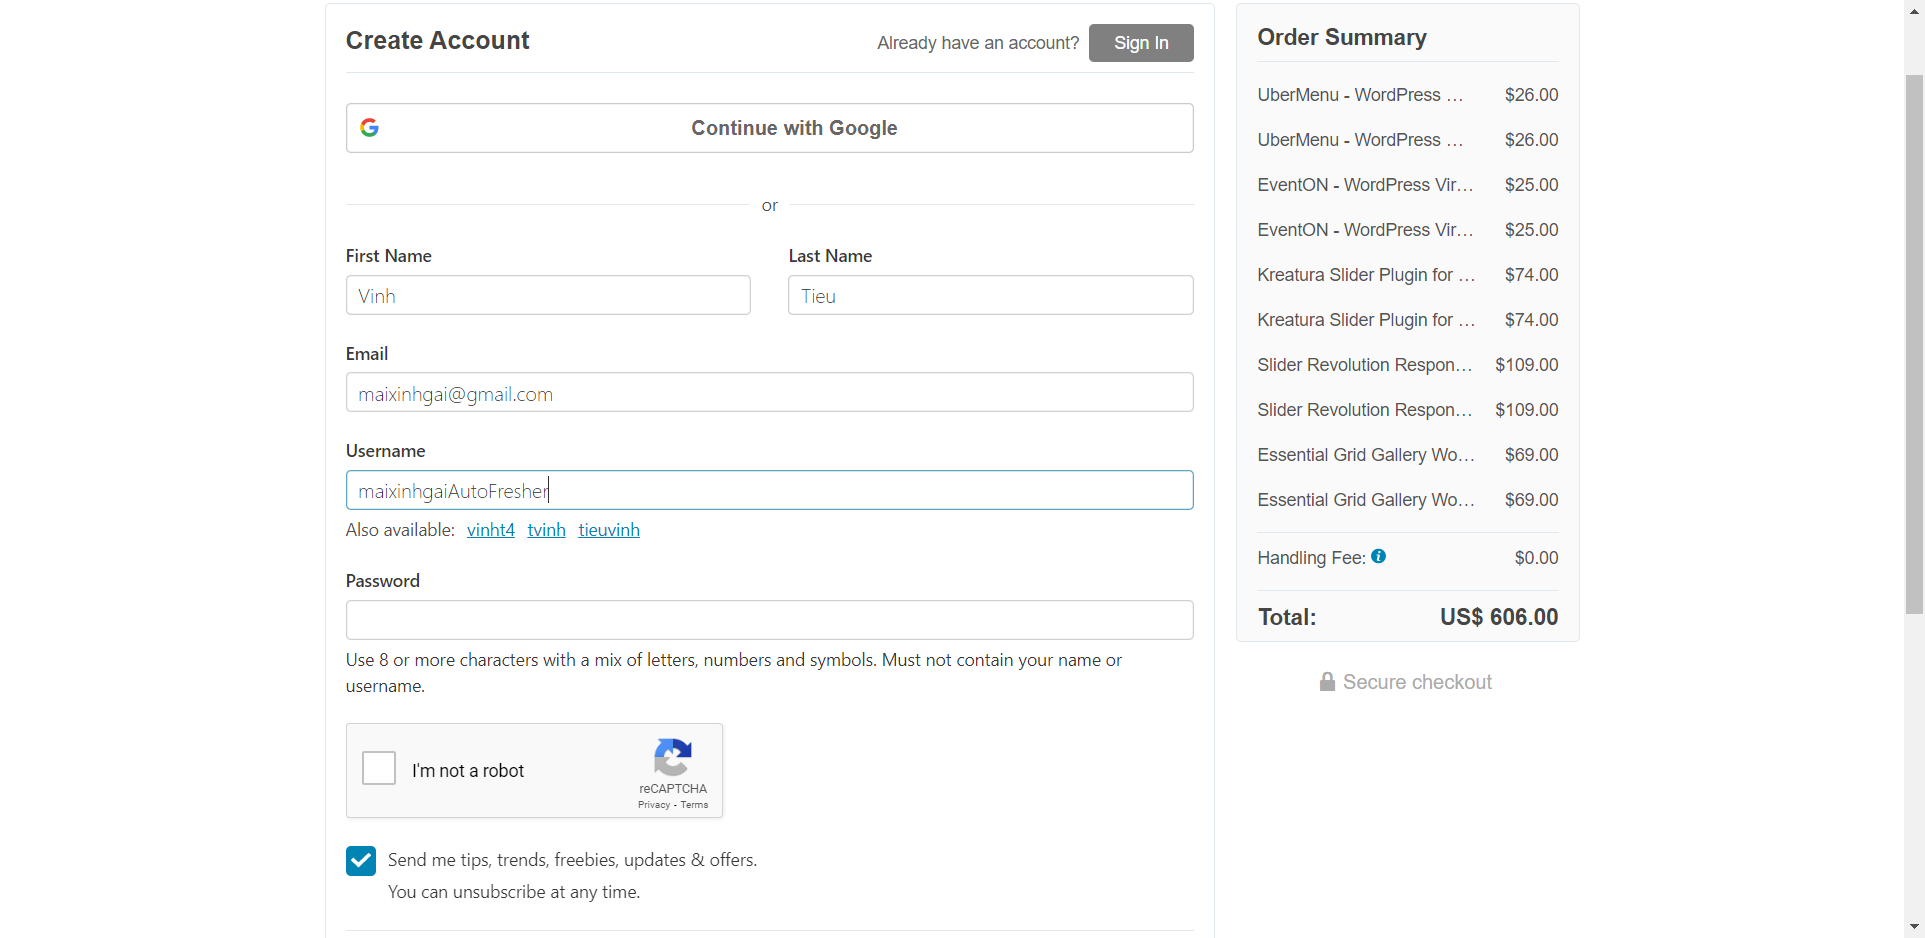 Create Account
Already have an account?
Sign In
Continue with Google
or
First Name
Last Name
Vinh
Tieu
Email
maixinhgai@gmail.com
Username
maixinhgaiAutoFresher
Also available: vinht4 tvinh tieuvinh
Password
Use 8 or more characters with a mix of letters, numbers and symbols. Must not contain your name or
username.
I'm not a robot
reCAPTCHA
Privacy - Terms
Send me tips, trends, freebies, updates & offers.
You can unsubscribe at any time.
Order Summary
UberMenu - WordPress … $26.00
UberMenu - WordPress … $26.00
EventON - WordPress Vir… $25.00
EventON - WordPress Vir… $25.00
Kreatura Slider Plugin for … $74.00
Kreatura Slider Plugin for … $74.00
Slider Revolution Respon… $109.00
Slider Revolution Respon… $109.00
Essential Grid Gallery Wo… $69.00
Essential Grid Gallery Wo… $69.00
Handling Fee: $0.00
Total: US$ 606.00
Secure checkout